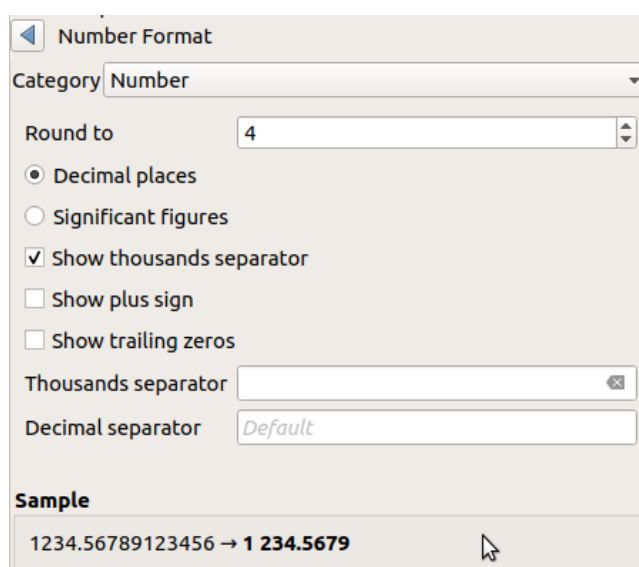 Number Format
Category Number
Round to 4
Decimal places
Significant figures
Show thousands separator
Show plus sign
Show trailing zeros
Thousands separator
Decimal separator Default
Sample
1234.56789123456 → 1 234.5679